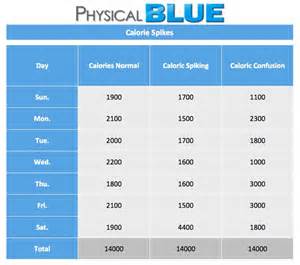 PHYSICAL BLUE
Calorie Spikes
Day Calories Normal Caloric Spiking Caloric Confusion
Sun. 1900 1700 1100
Mon. 2100 1500 2300
Tue. 2000 1700 1800
Wed. 2200 1600 3000
Thu. 1800 1500 1000
Fri. 2100 1500 3000
Sat. 1900 4400 1800
Total 14000 14000 14000